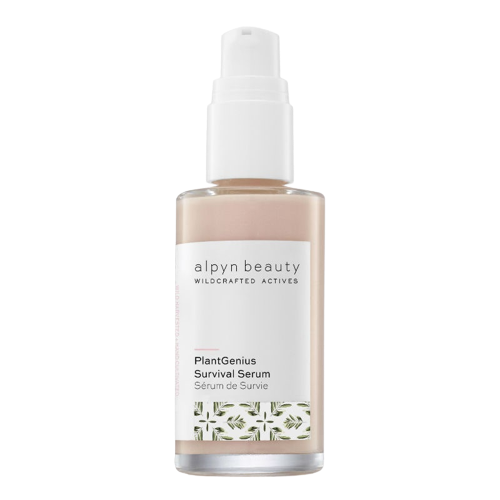 alpyn beauty
WILDCRAFTED ACTIVES
PlantGenius
Survival Serum
Sérum de Survie